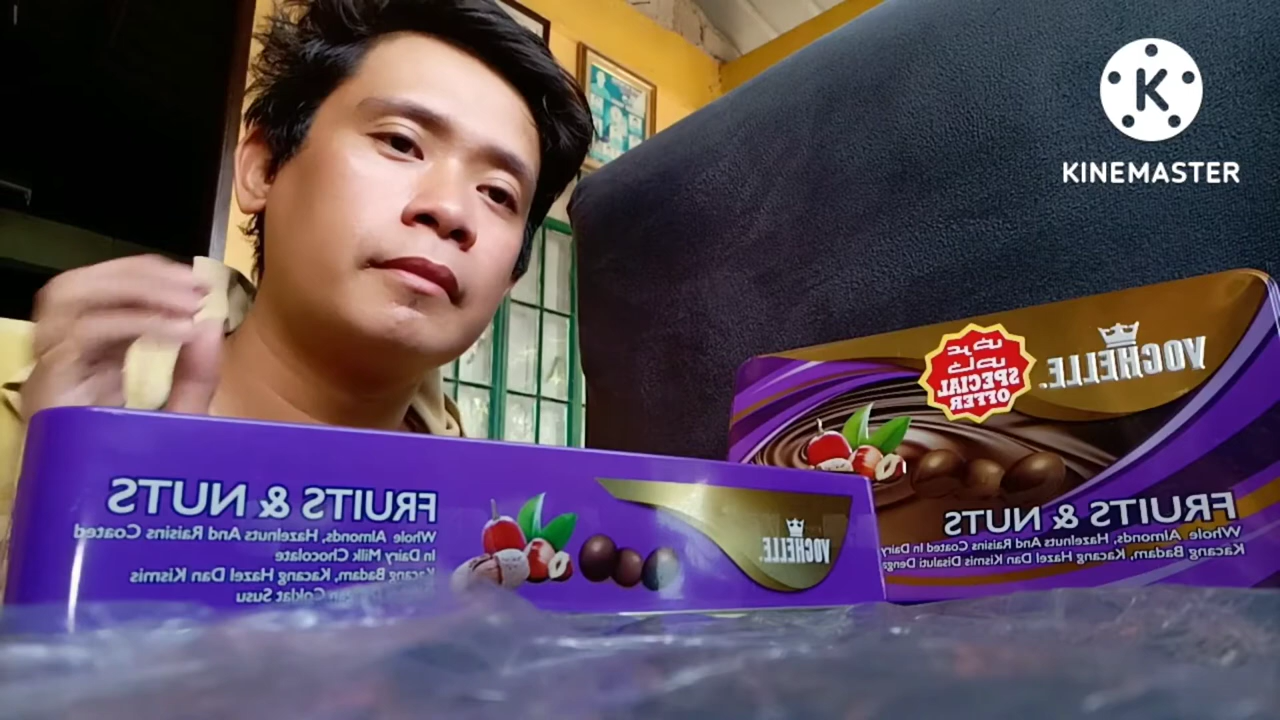 KINEMASTER
VOCHELLE.
عرض
خاص
SPECIAL
OFFER
FRUITS & NUTS
Whole Almonds, Hazelnuts And Raisins Coated In Dairy
Kacang Badam, Kacang Hazel Dan Kismis Disaluti
FRUITS & NUTS
Whole Almonds, Hazelnuts And Raisins Coated
In Dairy Milk Chocolate
Kacang Badam, Kacang Hazel Dan Kismis
Coklat Susu
VOCHELLE.